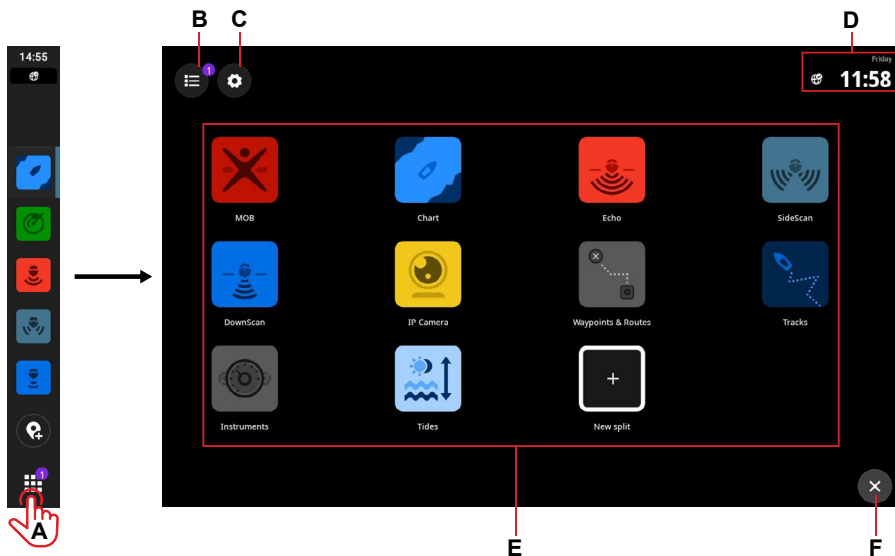 B C D
14:55
Friday
1
11:58
MOB Chart Echo SideScan
DownScan IP Camera Waypoints & Routes Tracks
+
Instruments Tides New split
1
A
E F